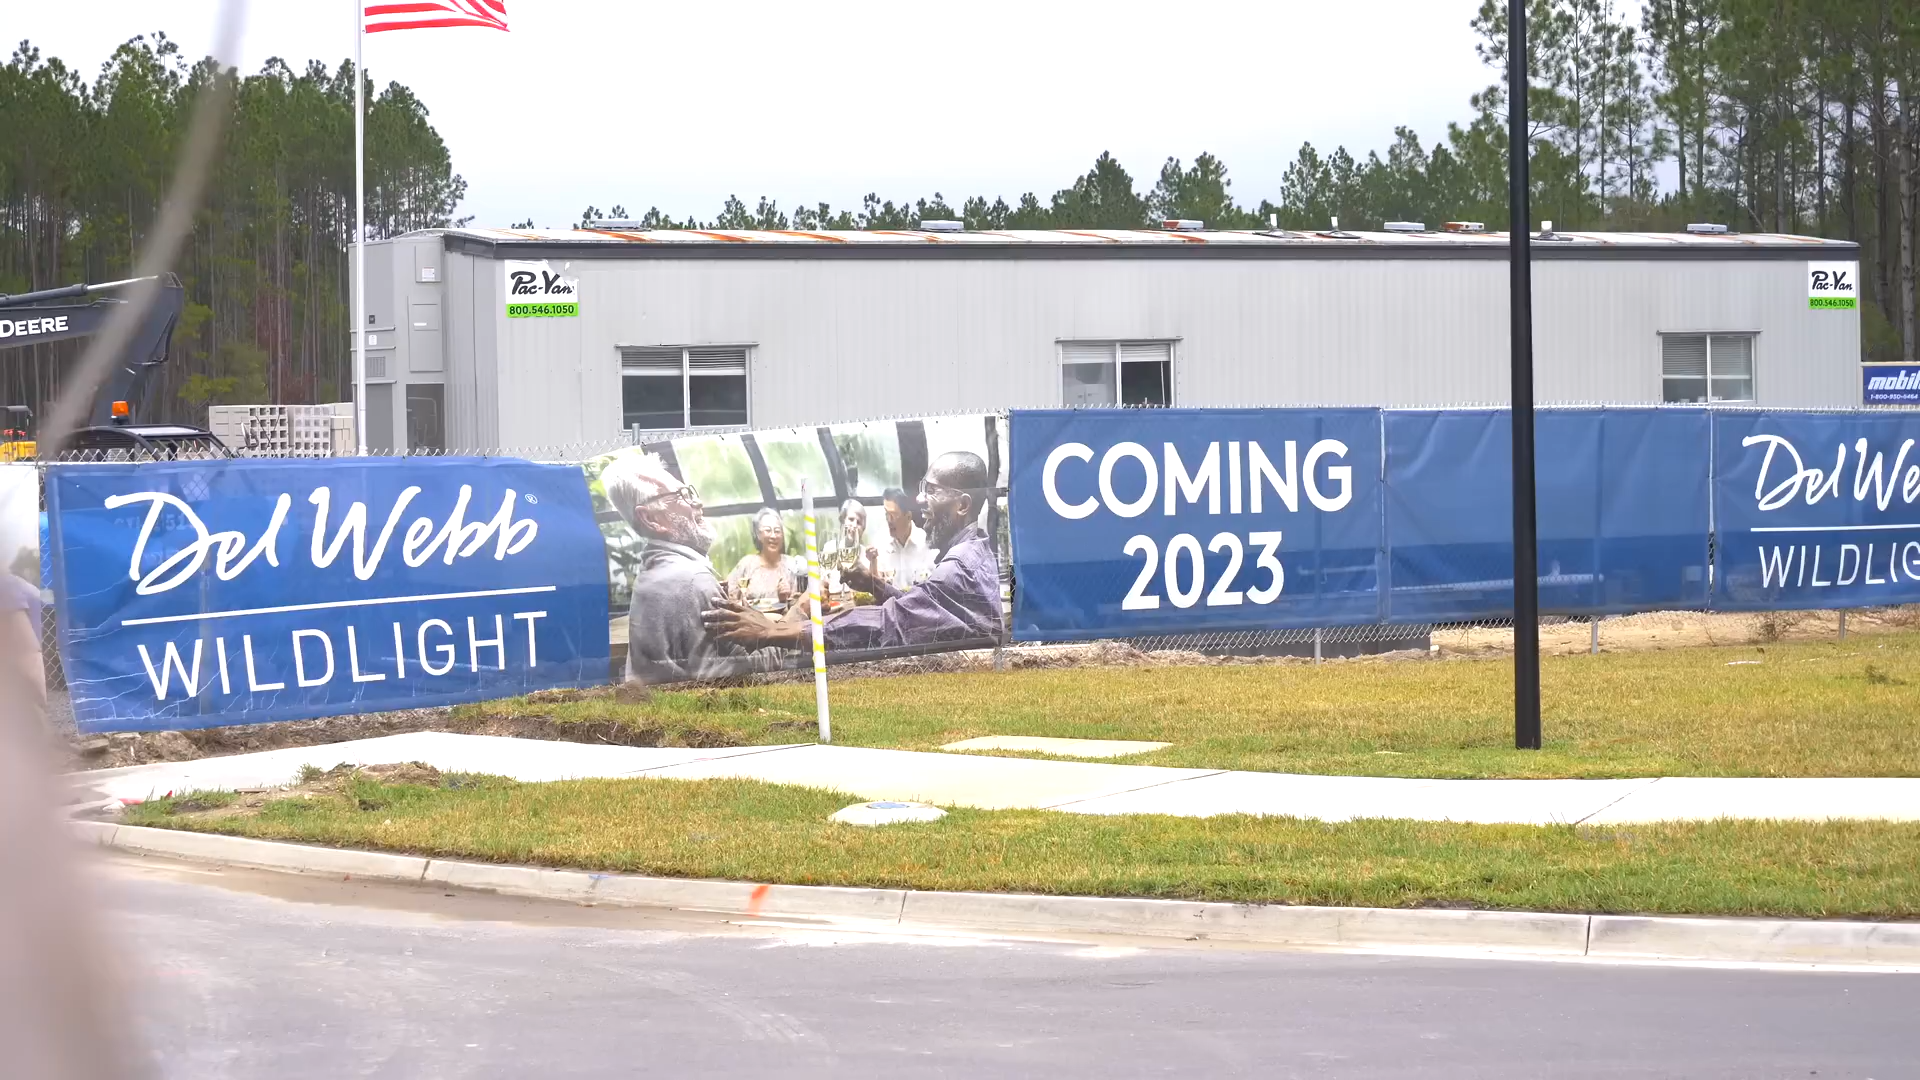 Pac-Van
800.546.1050
Pac-Van
800.546.1050
DEERE
mobil
Del Webb®
WILDLIGHT
COMING
2023
Del We
WILDLIG